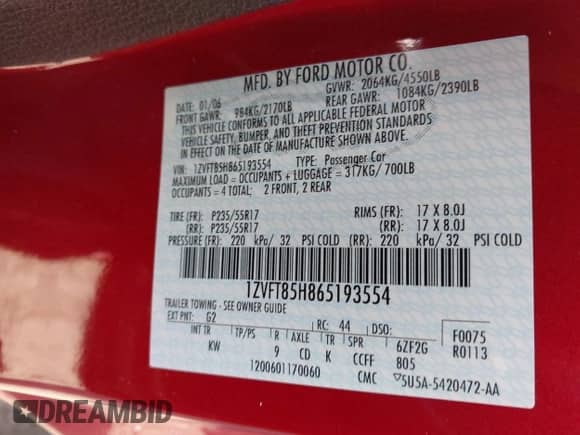 MFD. BY FORD MOTOR CO.
DATE: 01/06 GVWR: 2064KG/4550LB
FRONT GAWR: 984KG/2170LB REAR GAWR: 1084KG/2390LB
THIS VEHICLE CONFORMS TO ALL APPLICABLE FEDERAL MOTOR
VEHICLE SAFETY, BUMPER, AND THEFT PREVENTION STANDARDS
IN EFFECT ON THE DATE OF MANUFACTURE SHOWN ABOVE.
VIN: 1ZVFT85H865193554 TYPE: Passenger Car
MAXIMUM LOAD = OCCUPANTS + LUGGAGE = 317KG/ 700LB
OCCUPANTS = 4 TOTAL: 2 FRONT, 2 REAR
TIRE (FR): P235/55R17 RIMS (FR): 17 X 8.0J
(RR): P235/55R17 (RR): 17 X 8.0J
PRESSURE (FR): 220 kPa/ 32 PSI COLD (RR): 220 kPa/ 32 PSI COLD
1ZVFT85H865193554
TRAILER TOWING - SEE OWNER GUIDE
EXT PNT: G2 RC: 44 DSO: F0075
INT TR TP/PS R AXLE TR SPR 6ZF2G R0113
KW 9 CD K CCFF 805
1200601170060 CMC 5U5A-5420472-AA
DREAMBID